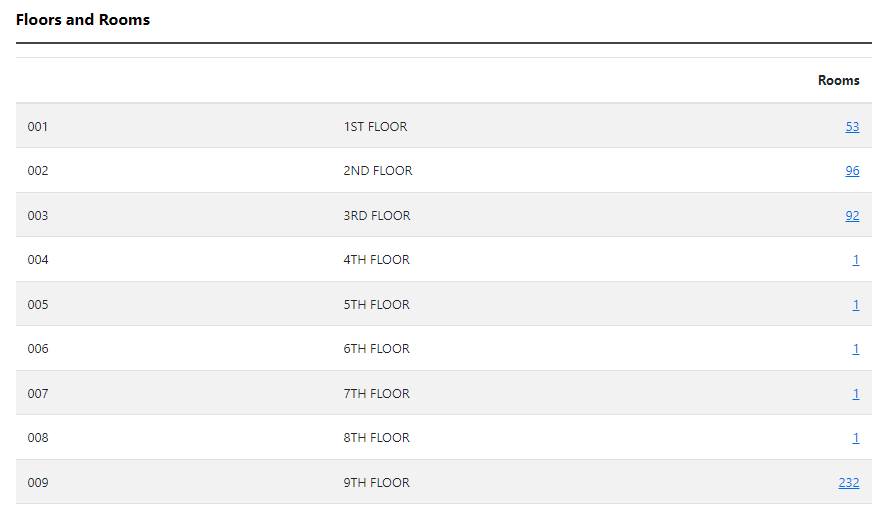 Floors and Rooms
Rooms
001 1ST FLOOR 53
002 2ND FLOOR 96
003 3RD FLOOR 92
004 4TH FLOOR 1
005 5TH FLOOR 1
006 6TH FLOOR 1
007 7TH FLOOR 1
008 8TH FLOOR 1
009 9TH FLOOR 232